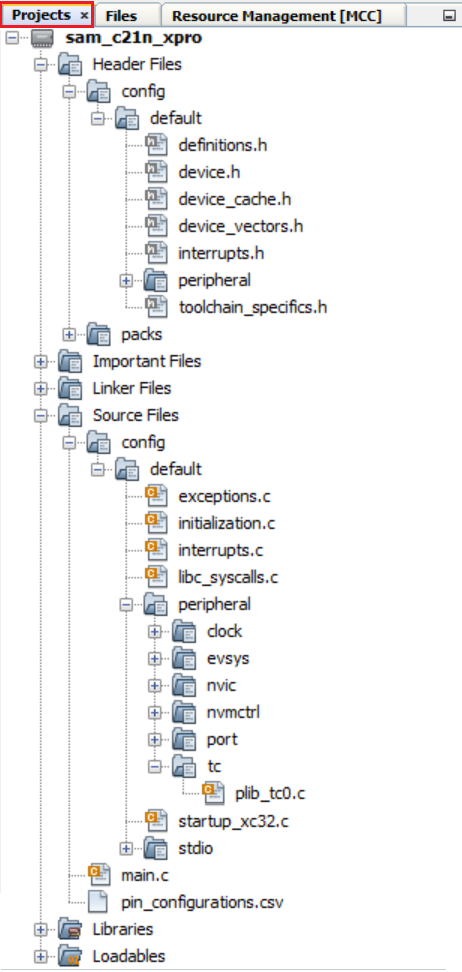 Projects × Files Resource Management [MCC]
sam_c21n_xpro
Header Files
config
default
definitions.h
device.h
device_cache.h
device_vectors.h
interrupts.h
peripheral
toolchain_specifics.h
packs
Important Files
Linker Files
Source Files
config
default
exceptions.c
initialization.c
interrupts.c
libc_syscalls.c
peripheral
clock
evsys
nvic
nvmctrl
port
tc
plib_tc0.c
startup_xc32.c
stdio
main.c
pin_configurations.csv
Libraries
Loadables